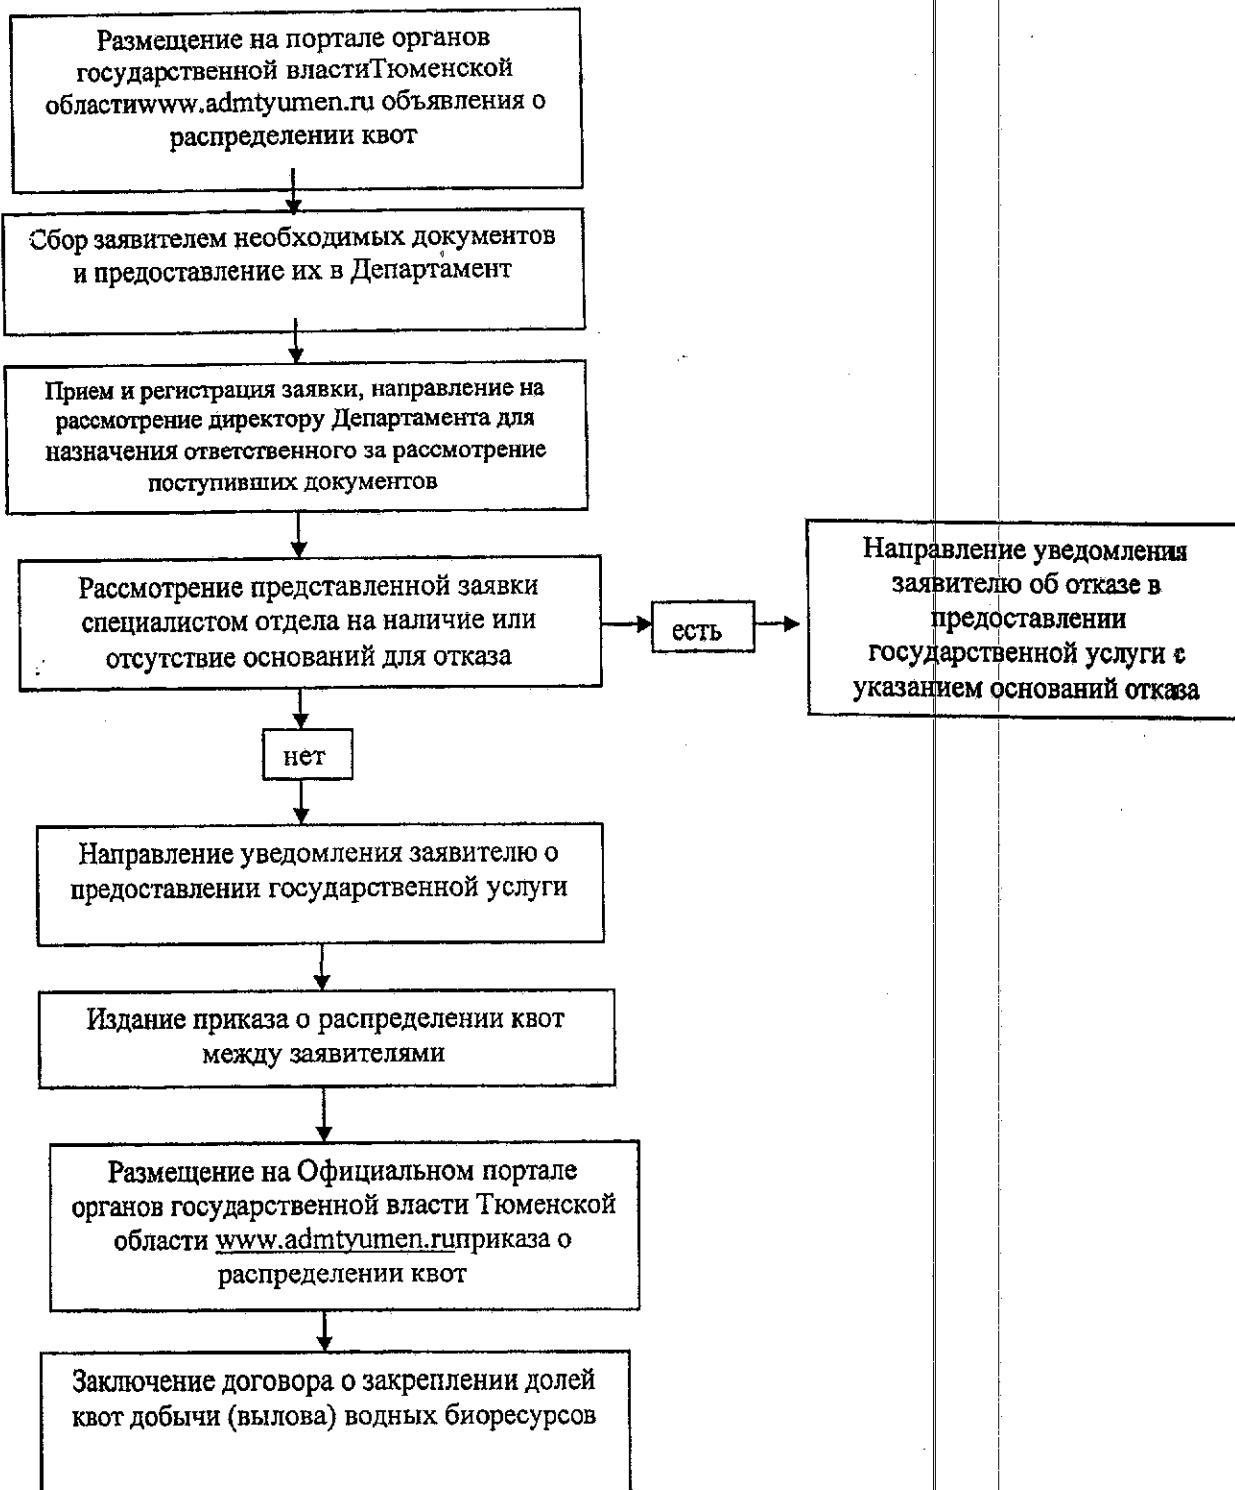 Размещение на портале органов
государственной властиТюменской
областиwww.admtyumen.ru объявления о
распределении квот
Сбор заявителем необходимых документов
и предоставление их в Департамент
Прием и регистрация заявки, направление на
рассмотрение директору Департамента для
назначения ответственного за рассмотрение
поступивших документов
Рассмотрение представленной заявки
специалистом отдела на наличие или
отсутствие оснований для отказа
есть
Направление уведомления
заявителю об отказе в
предоставлении
государственной услуги с
указанием оснований отказа
нет
Направление уведомления заявителю о
предоставлении государственной услуги
Издание приказа о распределении квот
между заявителями
Размещение на Официальном портале
органов государственной власти Тюменской
области www.admtyumen.ruприказа о
распределении квот
Заключение договора о закреплении долей
квот добычи (вылова) водных биоресурсов